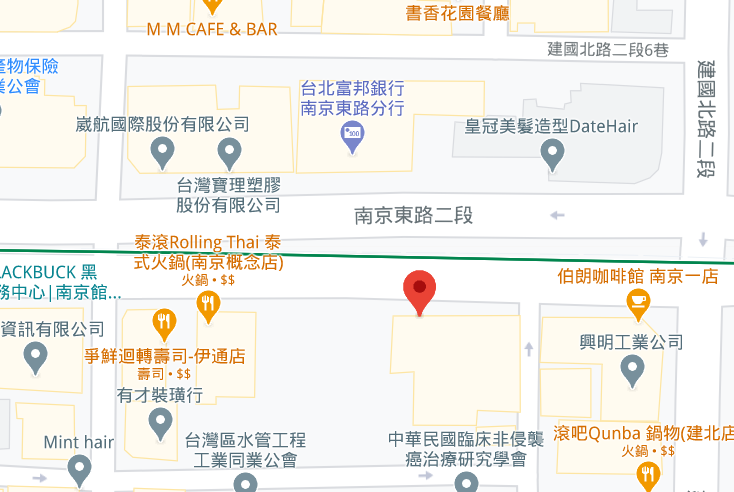 書香花園餐廳
M M CAFE & BAR
建國北路二段6巷
產物保險
業公會
建國北路二段
台北富邦銀行
南京東路分行
崴航國際股份有限公司
皇冠美髮造型DateHair
$00
台灣寶理塑膠
股份有限公司
南京東路二段
泰滾Rolling Thai 泰
式火鍋(南京概念店)
火鍋 • $$
LACKBUCK 黑
務中心|南京館...
伯朗咖啡館 南京一店
資訊有限公司
爭鮮迴轉壽司-伊通店
壽司 • $$
興明工業公司
有才裝璜行
Mint hair
台灣區水管工程
工業同業公會
中華民國臨床非侵襲
癌治療研究學會
滾吧Qunba 鍋物(建北店
火鍋 • $$